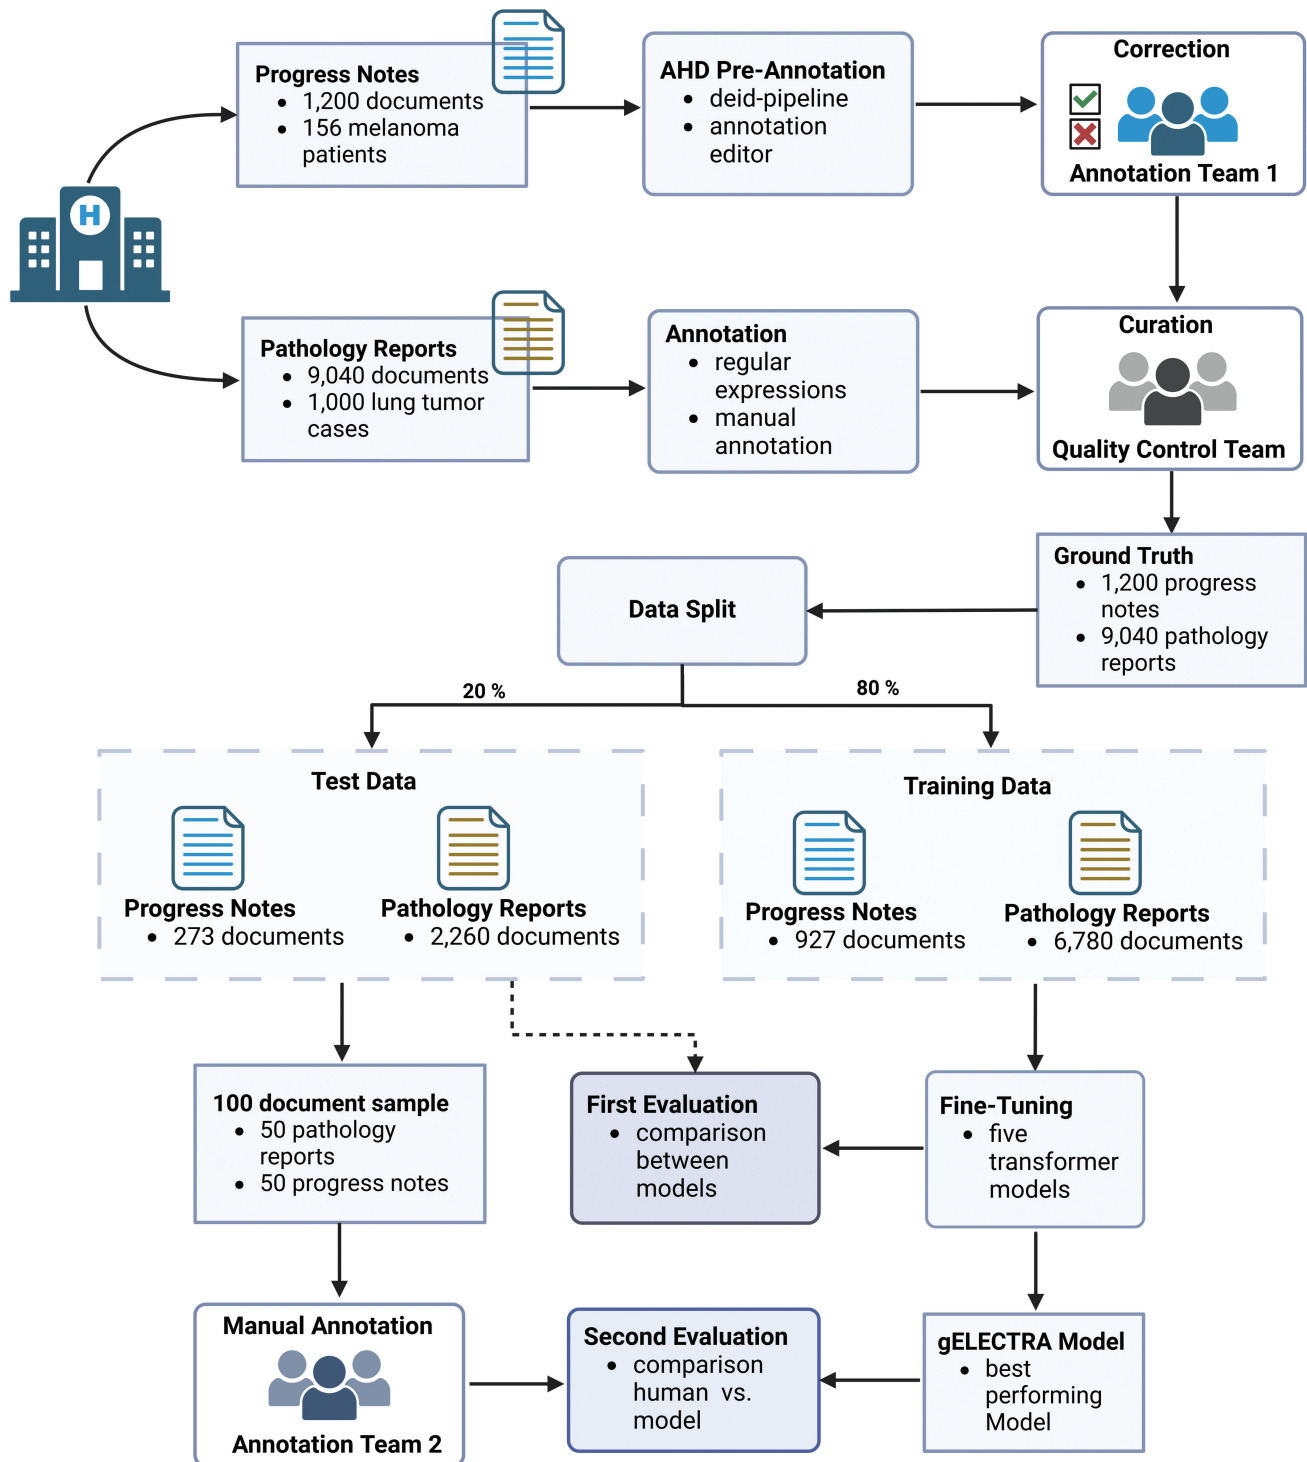 Progress Notes
• 1,200 documents
• 156 melanoma
patients
AHD Pre-Annotation
• deid-pipeline
• annotation
editor
Correction
Annotation Team 1
H
Pathology Reports
• 9,040 documents
• 1,000 lung tumor
cases
Annotation
• regular
expressions
• manual
annotation
Curation
Quality Control Team
Ground Truth
• 1,200 progress
notes
• 9,040 pathology
reports
Data Split
20 %
80 %
Test Data
Progress Notes
• 273 documents
Pathology Reports
• 2,260 documents
Training Data
Progress Notes
• 927 documents
Pathology Reports
• 6,780 documents
100 document sample
• 50 pathology
reports
• 50 progress notes
First Evaluation
• comparison
between
models
Fine-Tuning
• five
transformer
models
Manual Annotation
Annotation Team 2
Second Evaluation
• comparison
human vs.
model
gELECTRA Model
• best
performing
Model